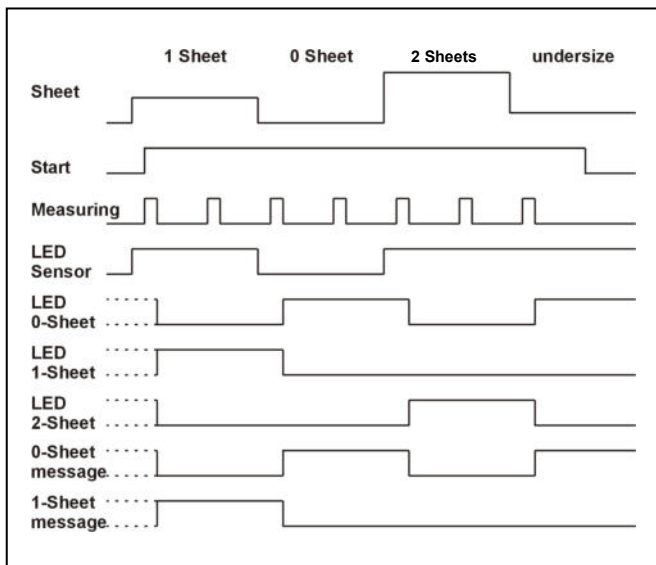 1 Sheet 0 Sheet 2 Sheets undersize
Sheet
Start
Measuring
LED
Sensor
LED
0-Sheet
LED
1-Sheet
LED
2-Sheet
0-Sheet
message
1-Sheet
message